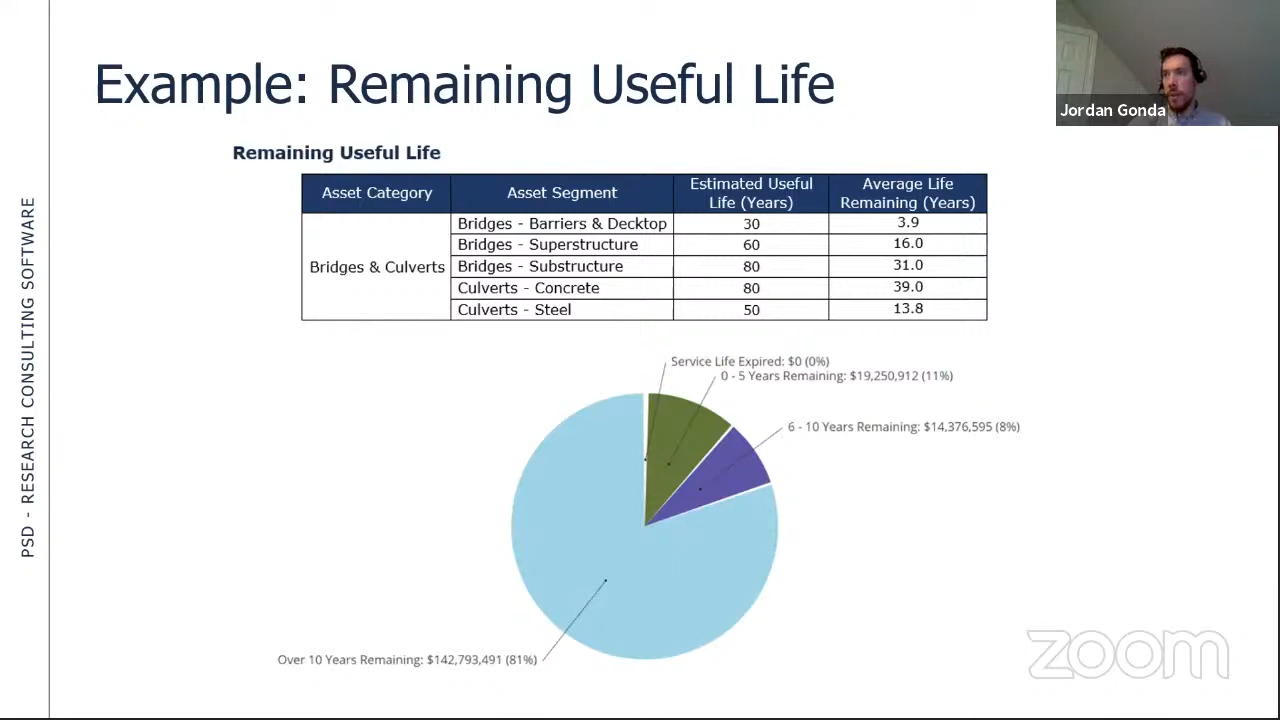 Example: Remaining Useful Life
Jordan Gonda
PSD - RESEARCH CONSULTING SOFTWARE
Remaining Useful Life
Asset Category Asset Segment Estimated Useful Life (Years) Average Life Remaining (Years)
Bridges & Culverts
Bridges - Barriers & Decktop 30 3.9
Bridges - Superstructure 60 16.0
Bridges - Substructure 80 31.0
Culverts - Concrete 80 39.0
Culverts - Steel 50 13.8
Service Life Expired: $0 (0%)
0 - 5 Years Remaining: $19,250,912 (11%)
6 - 10 Years Remaining: $14,376,595 (8%)
Over 10 Years Remaining: $142,793,491 (81%)
zoom